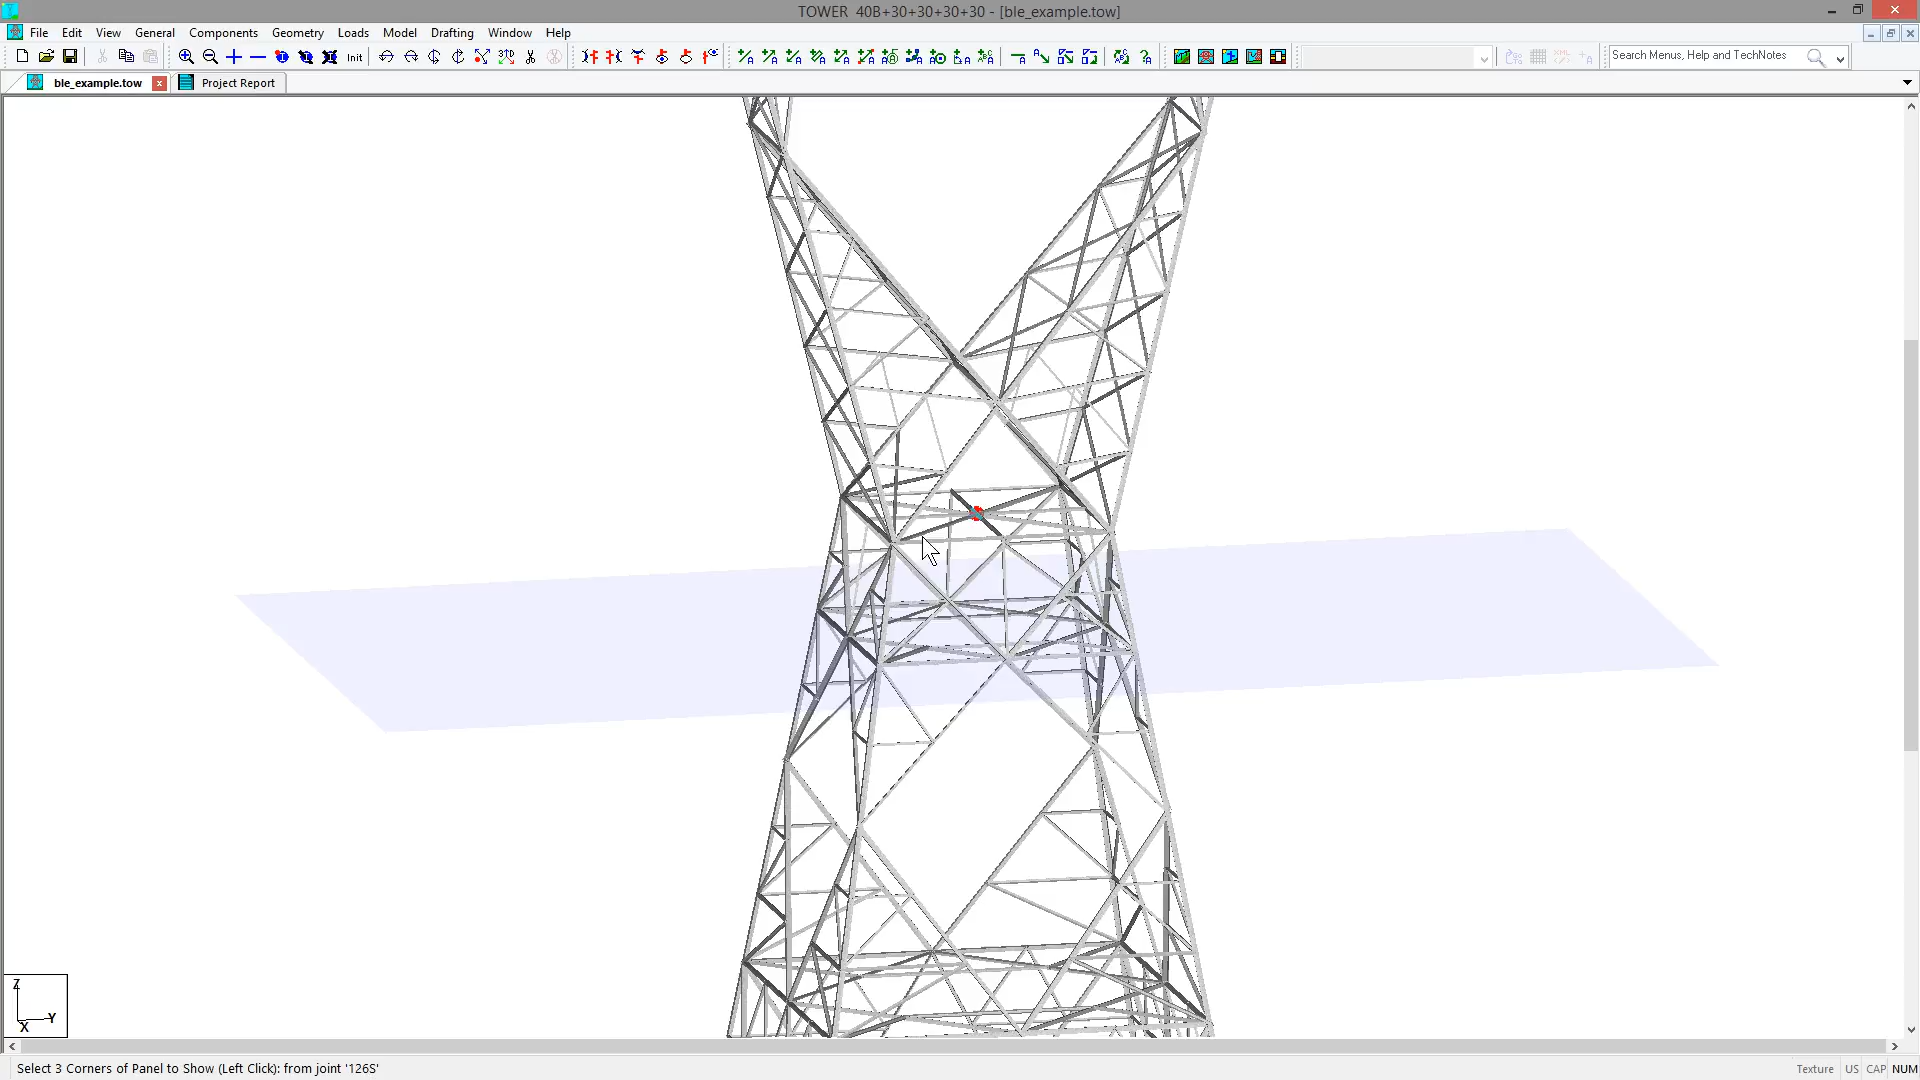 TOWER 40B+30+30+30+30 - [ble_example.tow]
File Edit View General Components Geometry Loads Model Drafting Window Help
Init Search Menus, Help and TechNotes
ble_example.tow Project Report
Z
Y
X
Select 3 Corners of Panel to Show (Left Click): from joint '126S' Texture US CAP NUM